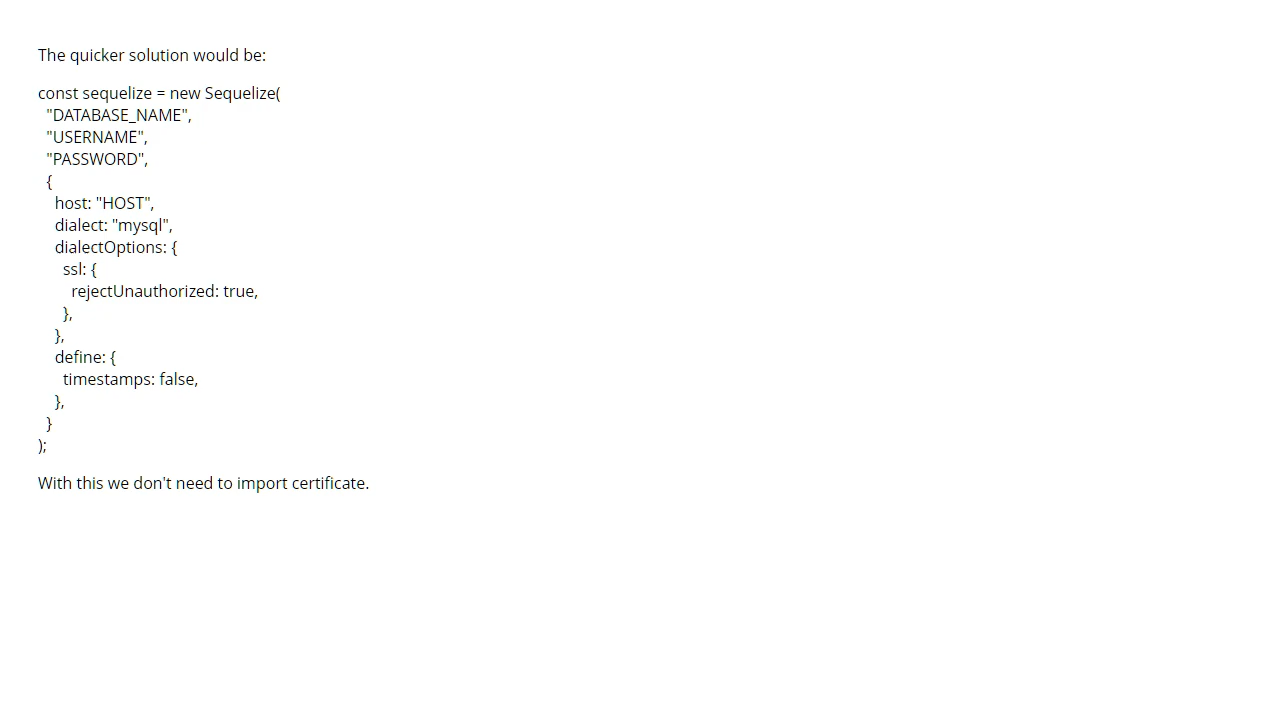 The quicker solution would be:
const sequelize = new Sequelize(
  "DATABASE_NAME",
  "USERNAME",
  "PASSWORD",
  {
    host: "HOST",
    dialect: "mysql",
    dialectOptions: {
      ssl: {
        rejectUnauthorized: true,
      },
    },
    define: {
      timestamps: false,
    },
  }
);
With this we don't need to import certificate.